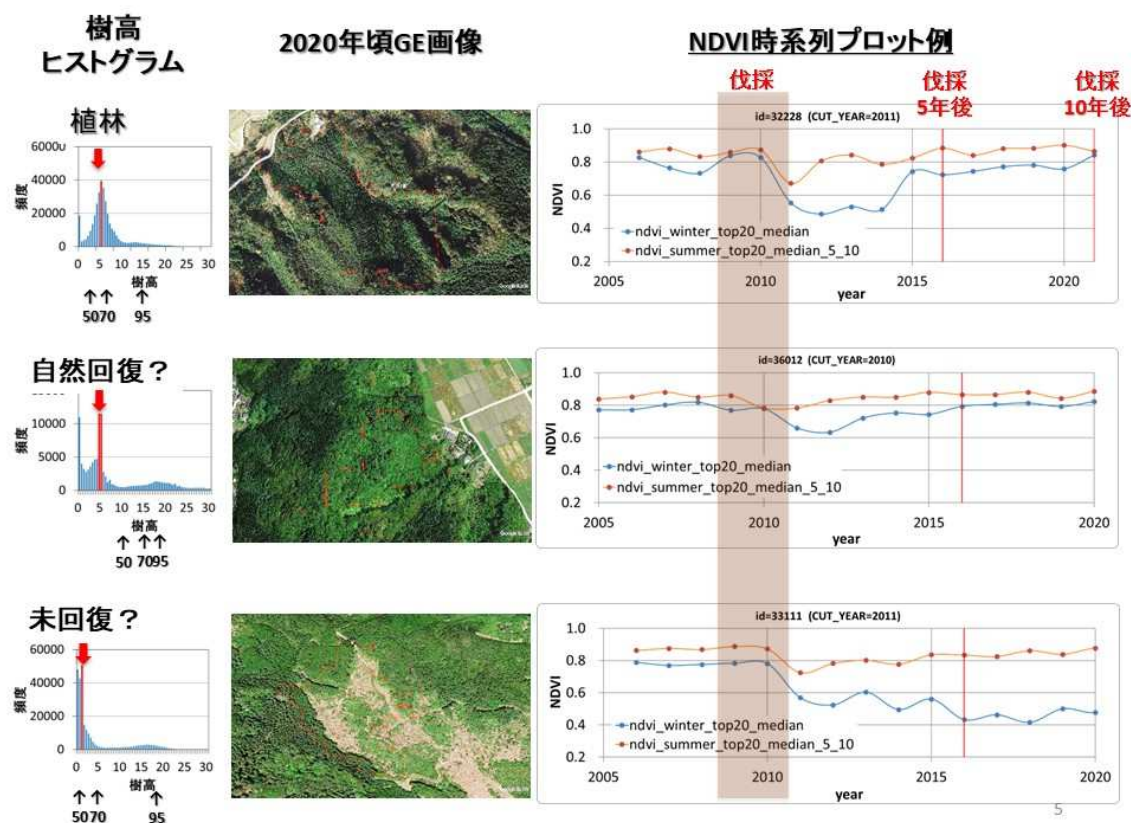 樹高
ヒストグラム
2020年頃GE画像
NDVI時系列プロット例
伐採
伐採
5年後
伐採
10年後
植林
60000
40000
20000
0
頻度
0 5 10 15 20 25 30
樹高
↑↑ ↑
5070 95
id=32228 (CUT_YEAR=2011)
1.0
0.8
0.6
0.4
0.2
NDVI
ndvi_winter_top20_median
ndvi_summer_top20_median_5_10
2005 2010 2015 2020
year
自然回復?
10000
5000
0
頻度
0 5 10 15 20 25 30
樹高
↑ ↑↑
50 7095
id=36012 (CUT_YEAR=2010)
1.0
0.8
0.6
0.4
0.2
NDVI
ndvi_winter_top20_median
ndvi_summer_top20_median_5_10
2005 2010 2015 2020
year
未回復?
60000
40000
20000
0
頻度
0 5 10 15 20 25 30
樹高
↑ ↑ ↑
5070 95
id=33111 (CUT_YEAR=2011)
1.0
0.8
0.6
0.4
0.2
NDVI
ndvi_winter_top20_median
ndvi_summer_top20_median_5_10
2005 2010 2015 2020
year
5